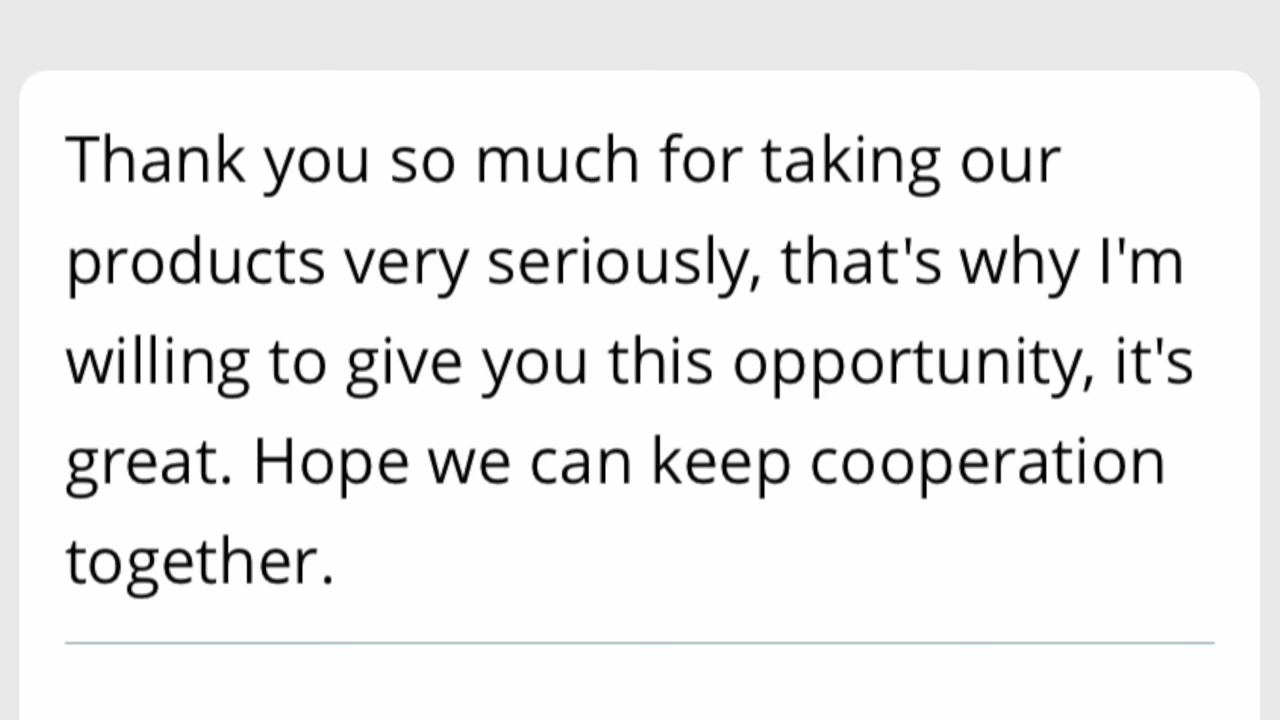 Thank you so much for taking our
products very seriously, that's why I'm
willing to give you this opportunity, it's
great. Hope we can keep cooperation
together.